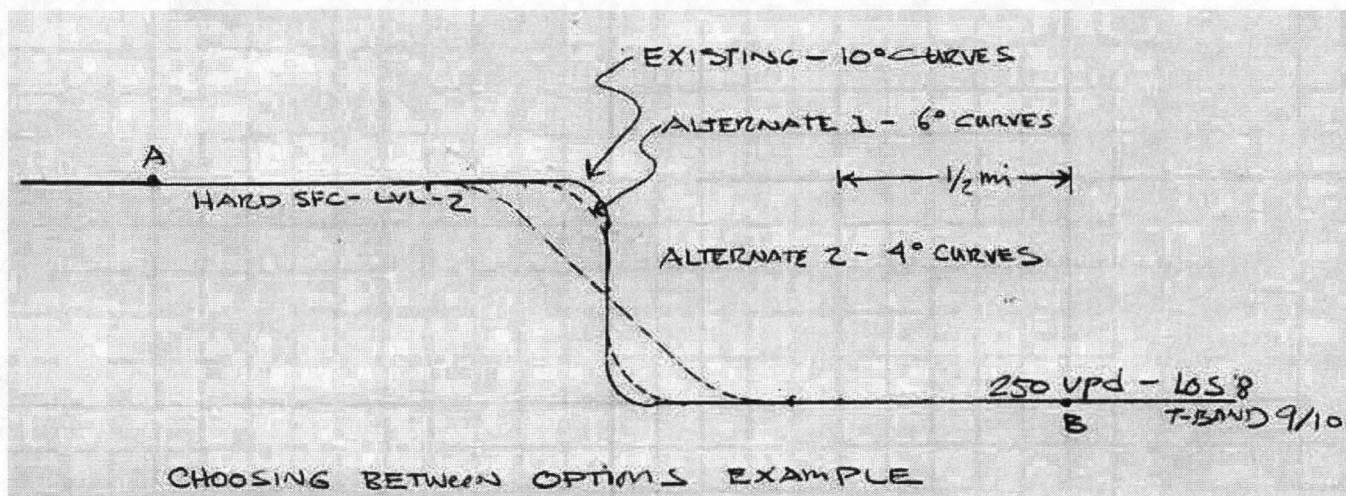 EXISTING - 10° CURVES
ALTERNATE 1 - 6° CURVES
A
1/2 mi
HARD SFC - LVL-2
ALTERNATE 2 - 4° CURVES
250 vpd - LOS 8
B
T-BAND 9/10
CHOOSING BETWEEN OPTIONS EXAMPLE